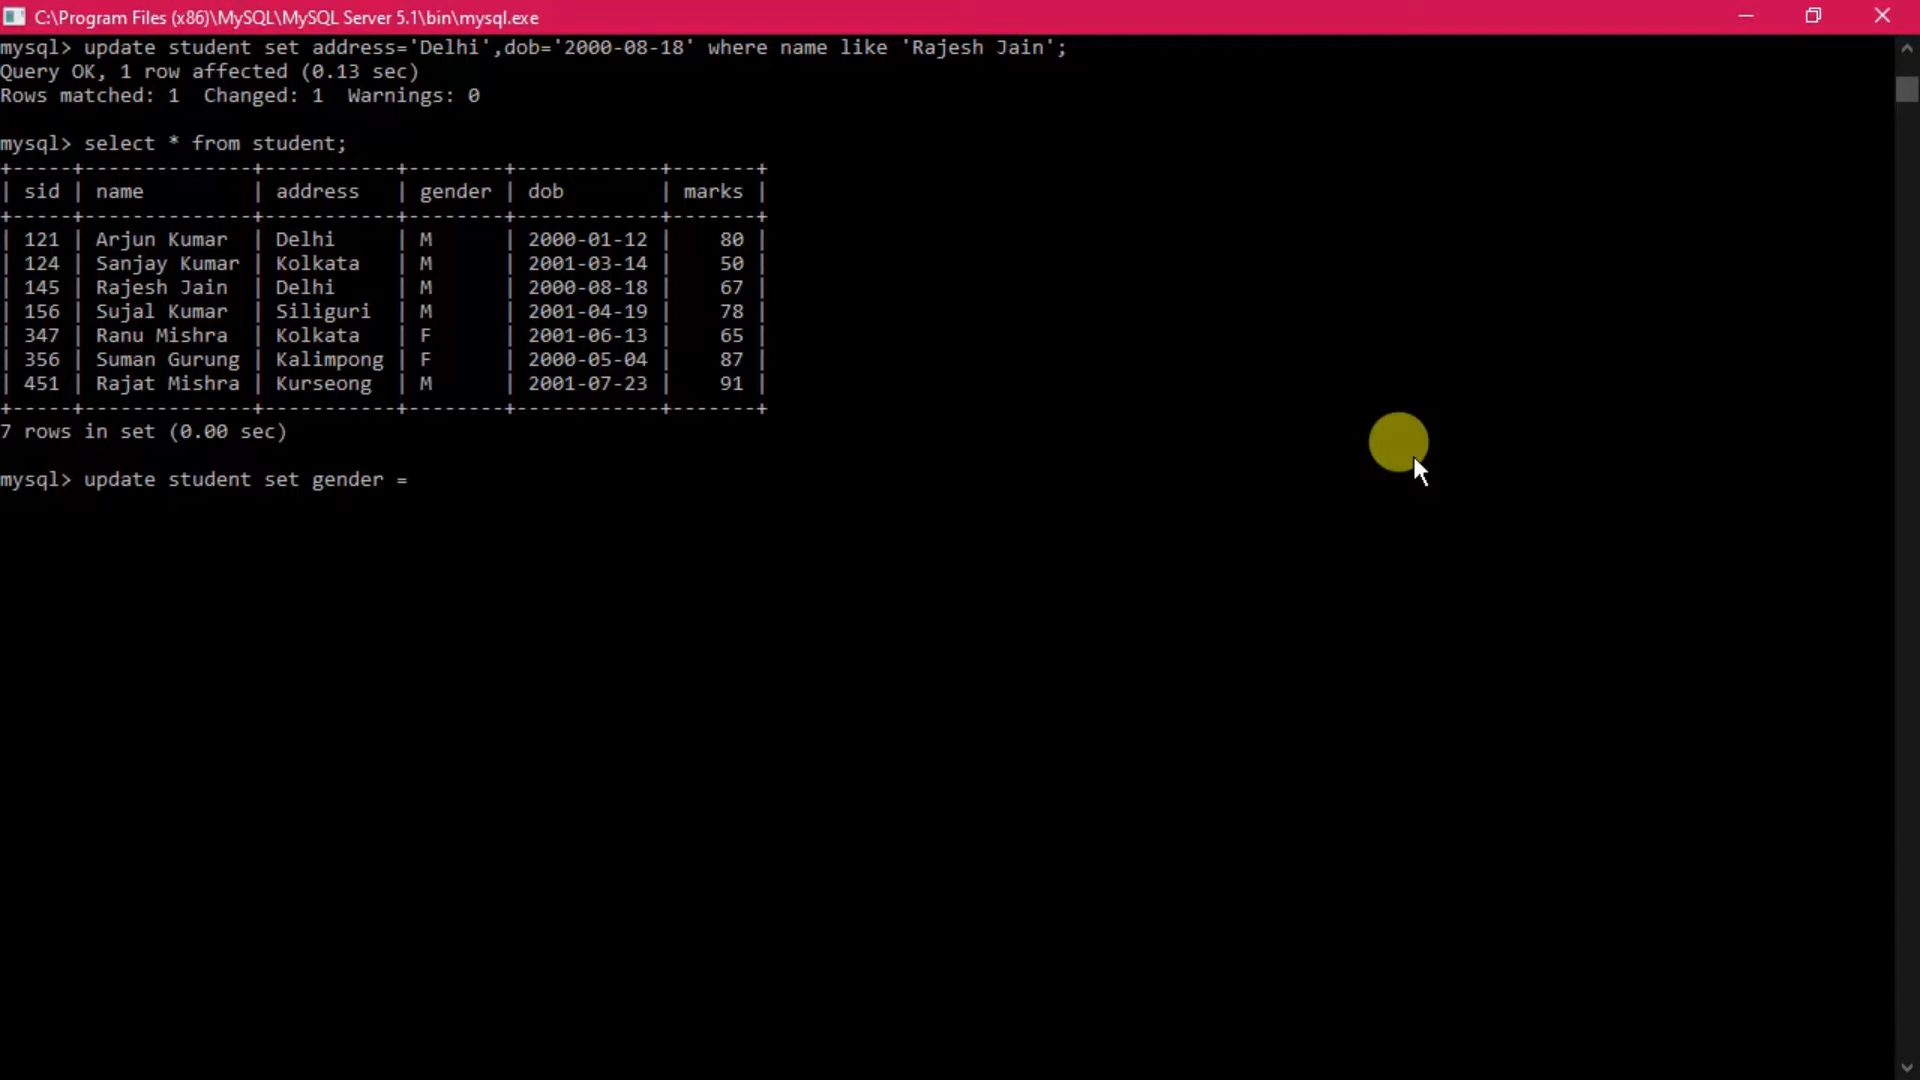 C:\Program Files (x86)\MySQL\MySQL Server 5.1\bin\mysql.exe
mysql> update student set address='Delhi',dob='2000-08-18' where name like 'Rajesh Jain';
Query OK, 1 row affected (0.13 sec)
Rows matched: 1  Changed: 1  Warnings: 0
mysql> select * from student;
+-----+--------------+-----------+--------+------------+-------+
| sid | name         | address   | gender | dob        | marks |
+-----+--------------+-----------+--------+------------+-------+
| 121 | Arjun Kumar  | Delhi     | M      | 2000-01-12 |    80 |
| 124 | Sanjay Kumar | Kolkata   | M      | 2001-03-14 |    50 |
| 145 | Rajesh Jain  | Delhi     | M      | 2000-08-18 |    67 |
| 156 | Sujal Kumar  | Siliguri  | M      | 2001-04-19 |    78 |
| 347 | Ranu Mishra  | Kolkata   | F      | 2001-06-13 |    65 |
| 356 | Suman Gurung | Kalimpong | F      | 2000-05-04 |    87 |
| 451 | Rajat Mishra | Kurseong  | M      | 2001-07-23 |    91 |
+-----+--------------+-----------+--------+------------+-------+
7 rows in set (0.00 sec)
mysql> update student set gender =